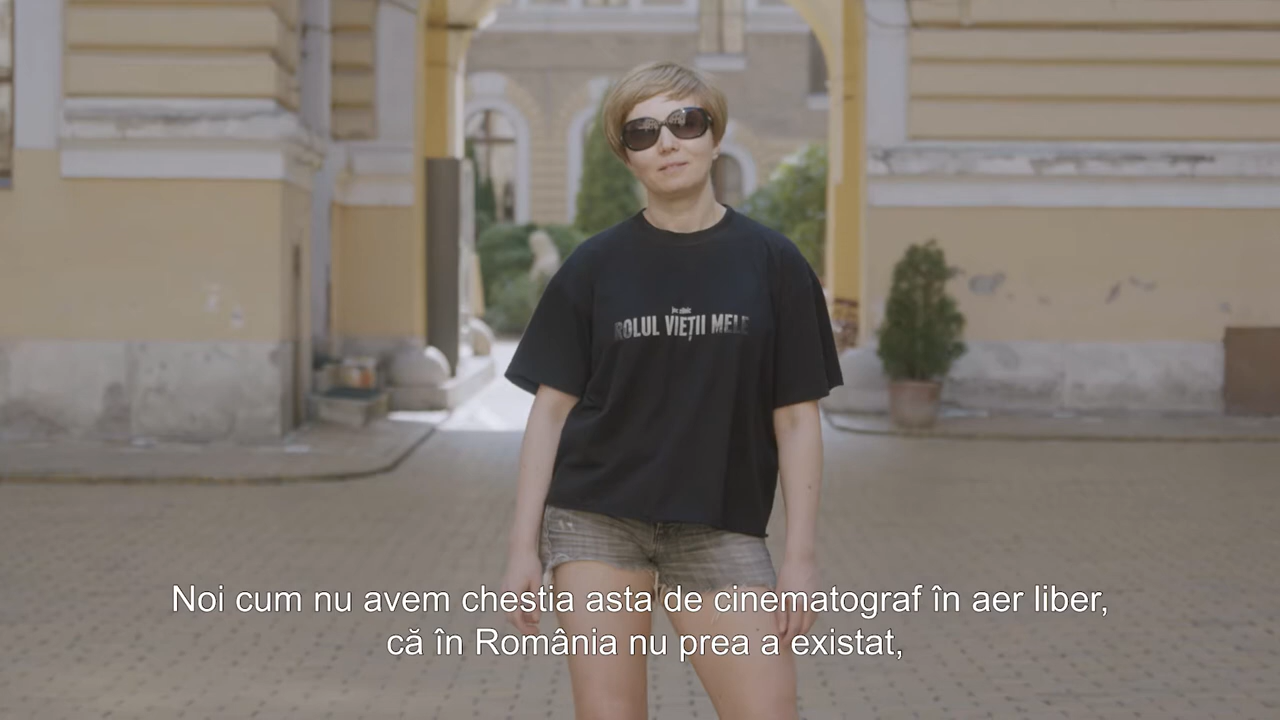 ROLUL VIEȚII MELE
Noi cum nu avem chestia asta de cinematograf în aer liber,
că în România nu prea a existat,